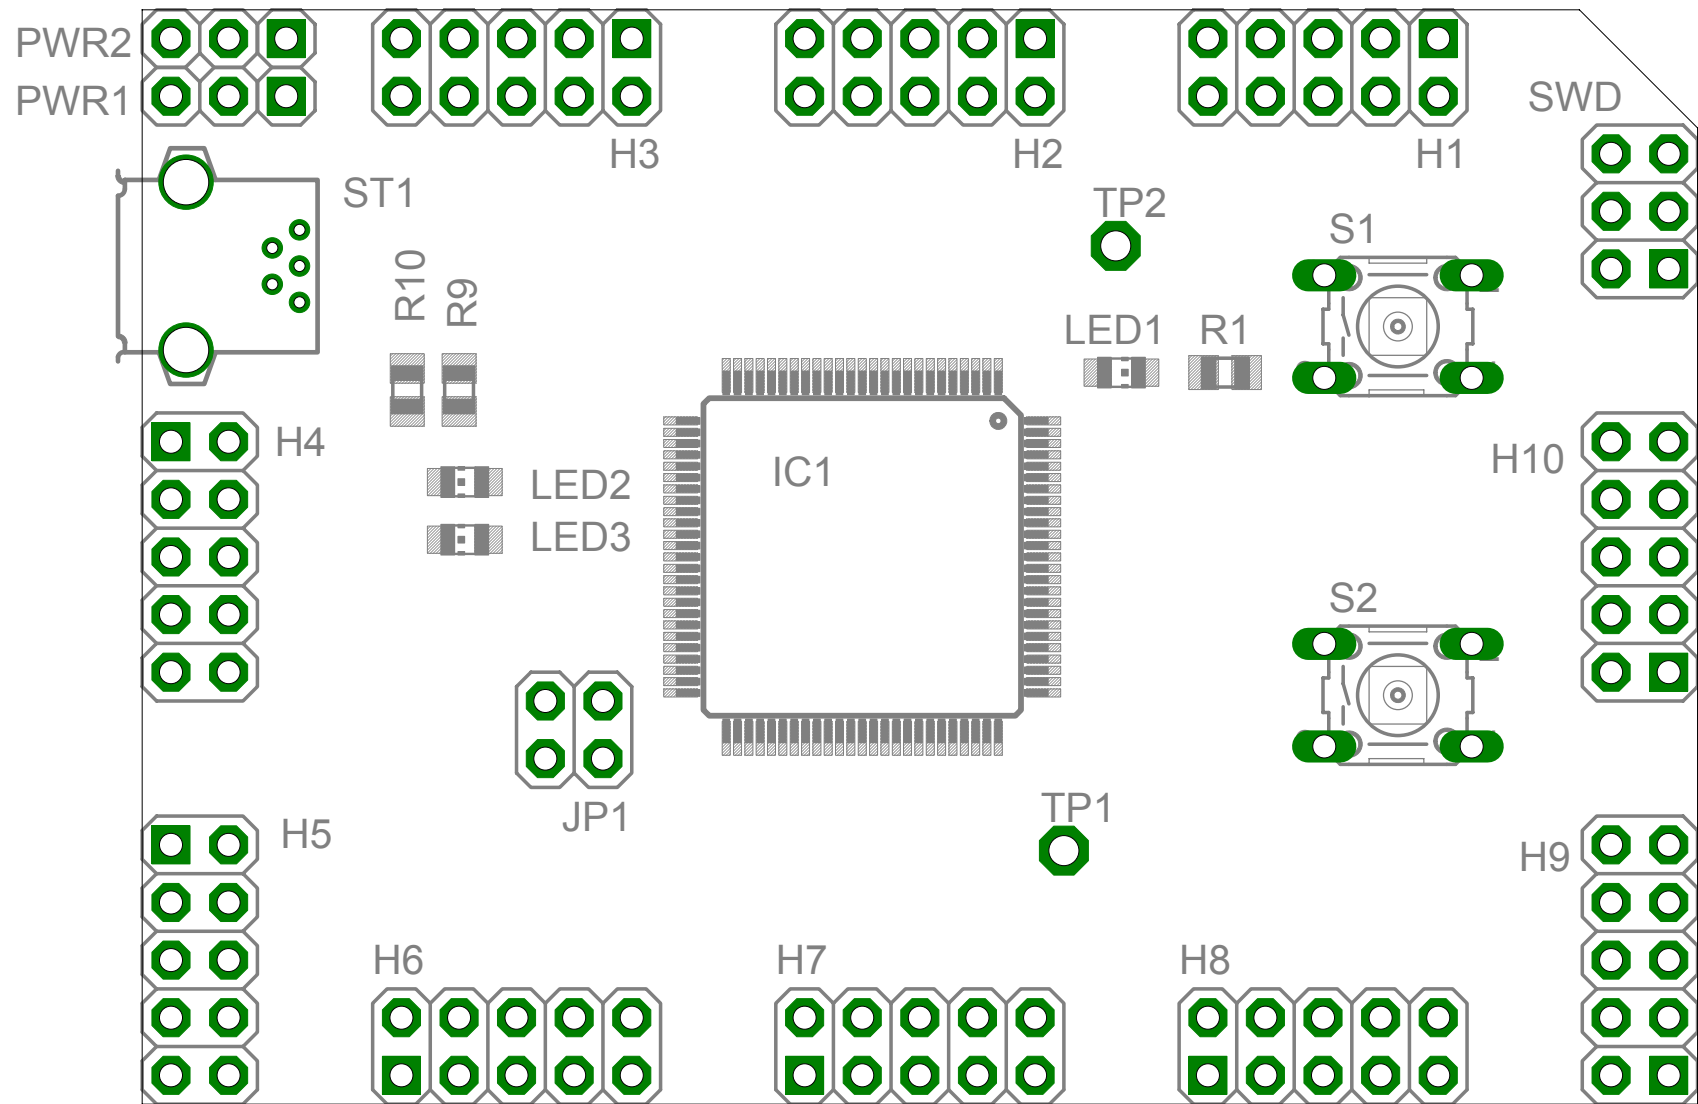 PWR2
PWR1
H3
H2
H1
SWD
ST1
TP2
S1
R10
R9
LED1
R1
H4
IC1
H10
LED2
LED3
S2
JP1
TP1
H5
H9
H6
H7
H8